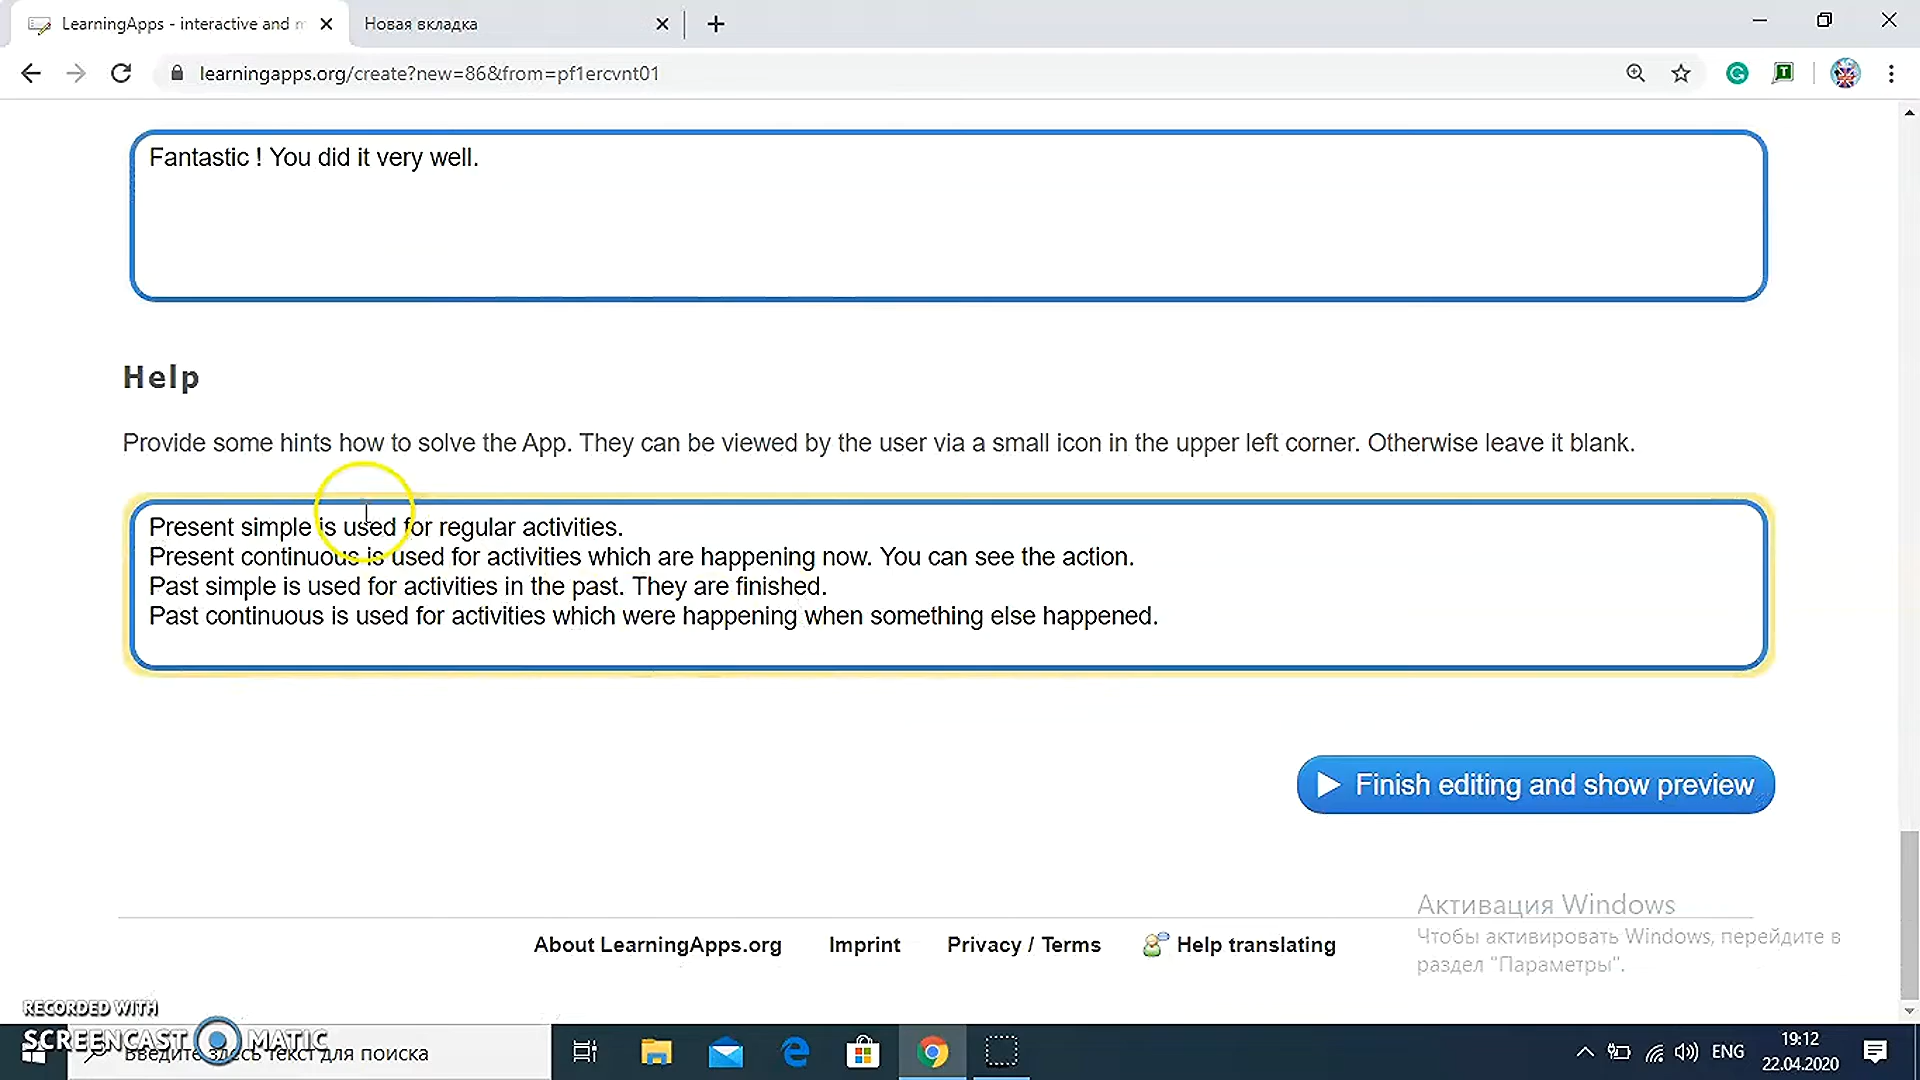 LearningApps - interactive and m
Новая вкладка
learningapps.org/create?new=86&from=pf1ercvnt01
Fantastic ! You did it very well.
Help
Provide some hints how to solve the App. They can be viewed by the user via a small icon in the upper left corner. Otherwise leave it blank.
Present simple is used for regular activities.
Present continuous is used for activities which are happening now. You can see the action.
Past simple is used for activities in the past. They are finished.
Past continuous is used for activities which were happening when something else happened.
Finish editing and show preview
Активация Windows
Чтобы активировать Windows, перейдите в
раздел "Параметры".
About LearningApps.org
Imprint
Privacy / Terms
Help translating
RECORDED WITH
SCREENCAST MATIC
Введите здесь текст для поиска
ENG
19:12
22.04.2020